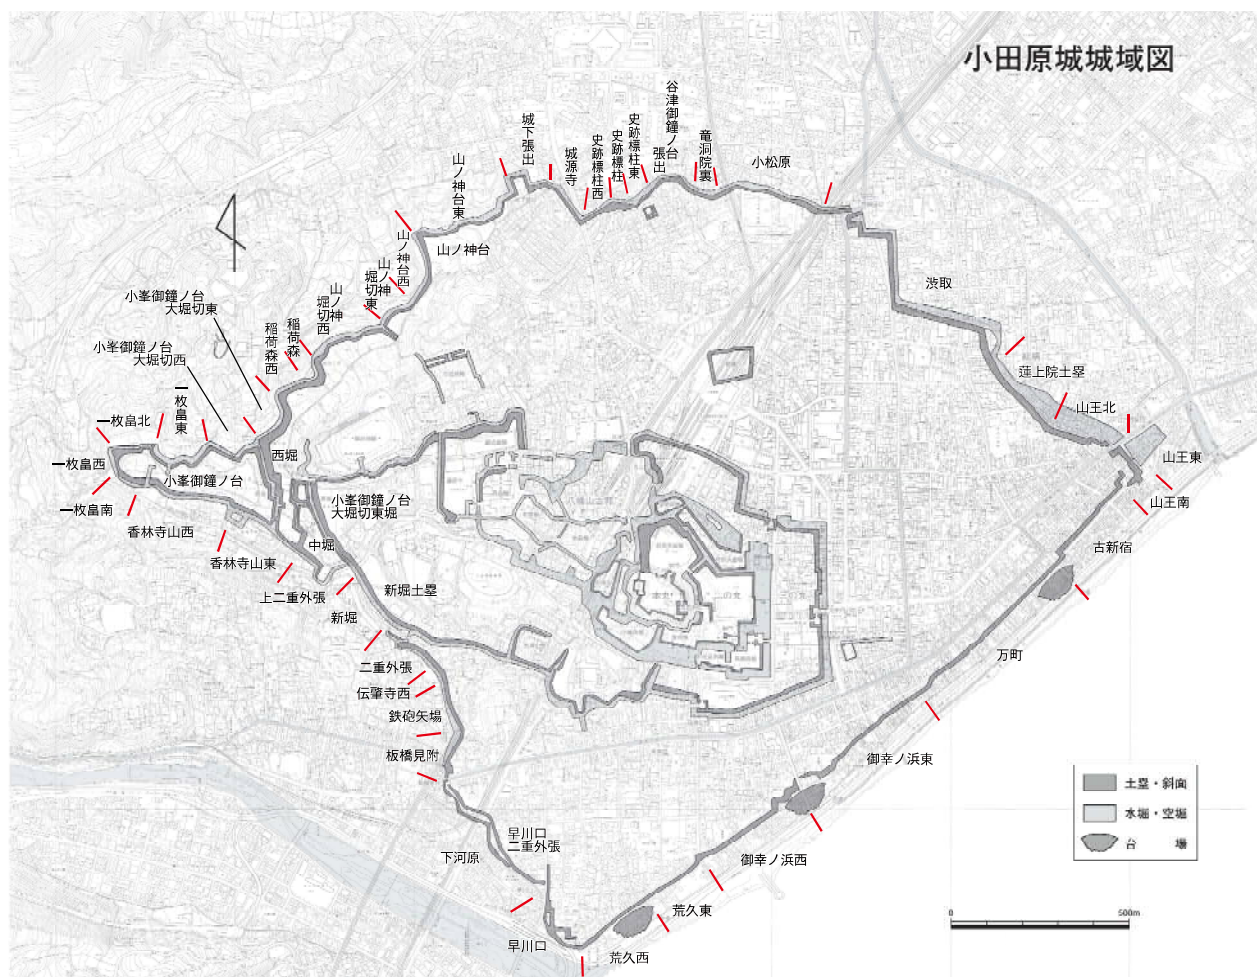 小田原城城域図
谷津御鐘ノ台
張出
城下張出
城源寺
史跡標柱西
史跡標柱
史跡標柱東
竜洞院裏
小松原
山ノ神台東
山ノ神台
山ノ神台西
山ノ神
堀切東
山ノ神
堀切西
渋取
小峯御鐘ノ台
大堀切東
稲荷森
稲荷森西
小峯御鐘ノ台
大堀切西
蓮上院土塁
山王北
一枚畠東
一枚畠北
西堀
山王東
一枚畠西
小峯御鐘ノ台
小峯御鐘ノ台
大堀切東堀
山王南
一枚畠南
香林寺山西
中堀
古新宿
香林寺山東
新堀土塁
上二重外張
新堀
万町
二重外張
伝肇寺西
鉄砲矢場
板橋見附
御幸ノ浜東
土塁・斜面
水堀・空堀
台　場
早川口
二重外張
下河原
御幸ノ浜西
荒久東
早川口
荒久西
0 500m